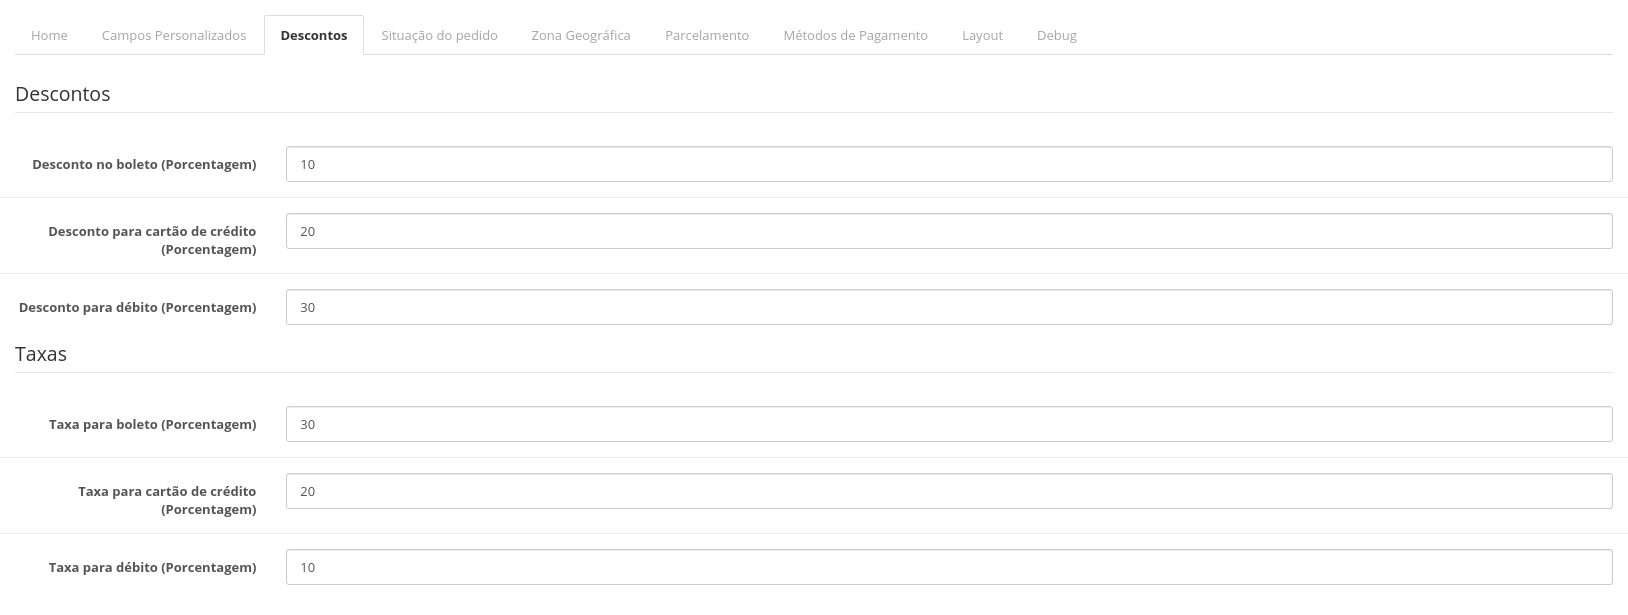 Home Campos Personalizados Descontos Situação do pedido Zona Geográfica Parcelamento Métodos de Pagamento Layout Debug
Descontos
Desconto no boleto (Porcentagem) 10
Desconto para cartão de crédito 20
(Porcentagem)
Desconto para débito (Porcentagem) 30
Taxas
Taxa para boleto (Porcentagem) 30
Taxa para cartão de crédito 20
(Porcentagem)
Taxa para débito (Porcentagem) 10